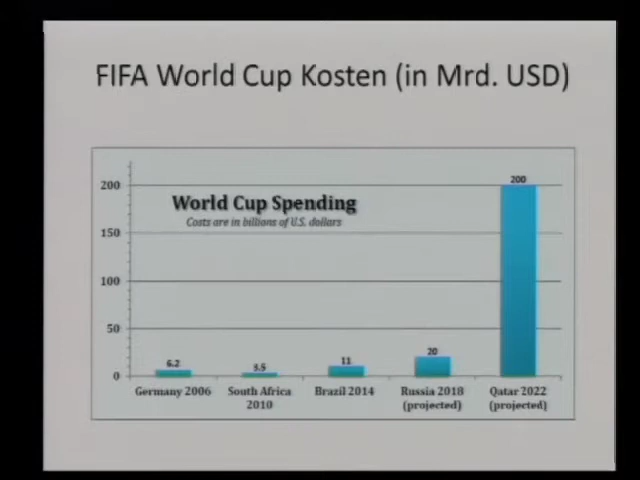 FIFA World Cup Kosten (in Mrd. USD)
World Cup Spending
Costs are in billions of U.S. dollars
200
150
100
50
0
6.2
3.5
11
20
200
Germany 2006
South Africa
2010
Brazil 2014
Russia 2018
(projected)
Qatar 2022
(projected)